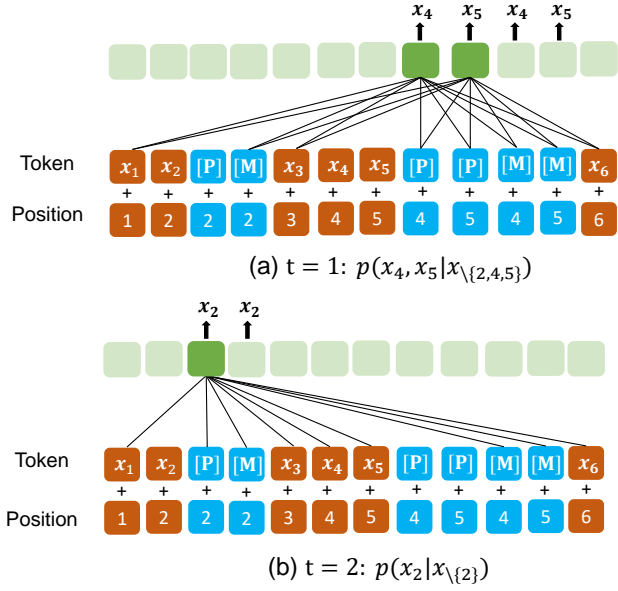 x₄ x₅ x₄ x₅
Token x₁ x₂ [P] [M] x₃ x₄ x₅ [P] [P] [M] [M] x₆
+ + + + + + + + + + + +
Position 1 2 2 2 3 4 5 4 5 4 5 6
(a) t = 1: p(x₄, x₅|x\{2,4,5})
x₂ x₂
Token x₁ x₂ [P] [M] x₃ x₄ x₅ [P] [P] [M] [M] x₆
+ + + + + + + + + + + +
Position 1 2 2 2 3 4 5 4 5 4 5 6
(b) t = 2: p(x₂|x\{2})